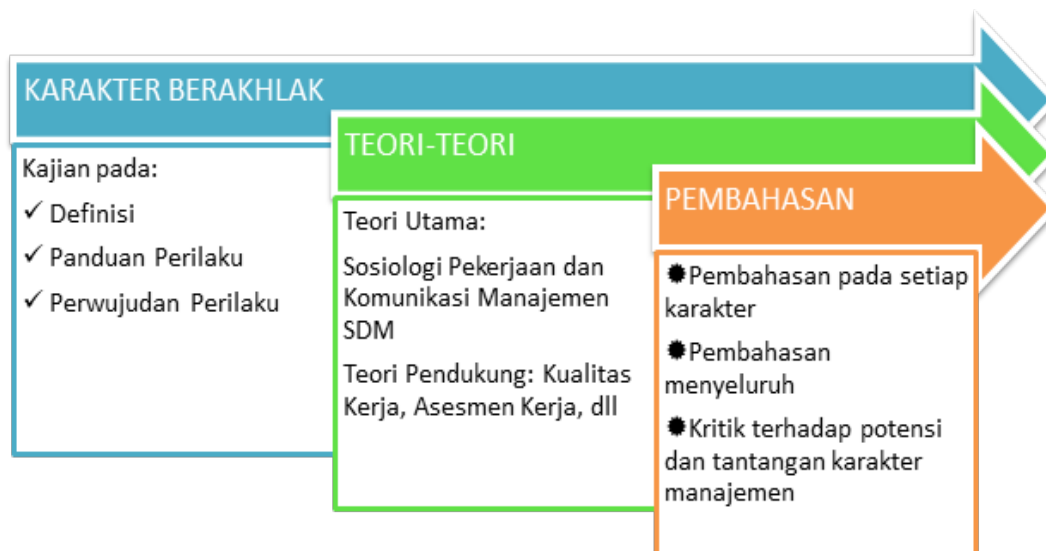 KARAKTER BERAKHLAK
Kajian pada:
✓ Definisi
✓ Panduan Perilaku
✓ Perwujudan Perilaku
TEORI-TEORI
Teori Utama:
Sosiologi Pekerjaan dan
Komunikasi Manajemen
SDM
Teori Pendukung: Kualitas
Kerja, Asesmen Kerja, dll
PEMBAHASAN
✹Pembahasan pada setiap
karakter
✹Pembahasan
menyeluruh
✹Kritik terhadap potensi
dan tantangan karakter
manajemen